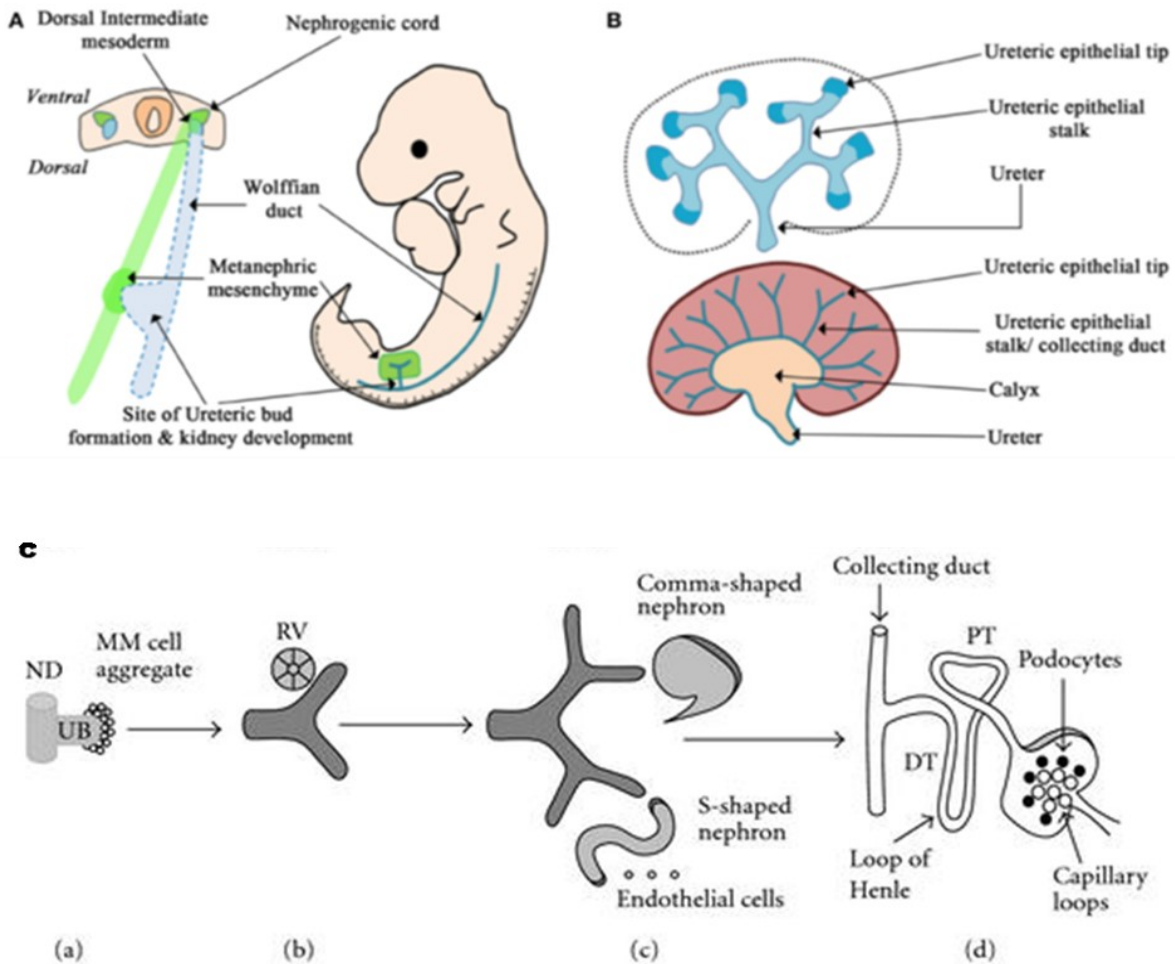 A
Dorsal Intermediate
mesoderm
Nephrogenic cord
Ventral
Dorsal
Wolffian
duct
Metanephric
mesenchyme
Site of Ureteric bud
formation & kidney development
B
Ureteric epithelial tip
Ureteric epithelial
stalk
Ureter
Ureteric epithelial tip
Ureteric epithelial
stalk/ collecting duct
Calyx
Ureter
C
ND
MM cell
aggregate
UB
RV
Comma-shaped
nephron
S-shaped
nephron
Endothelial cells
Collecting duct
PT
Podocytes
DT
Loop of
Henle
Capillary
loops
(a)
(b)
(c)
(d)